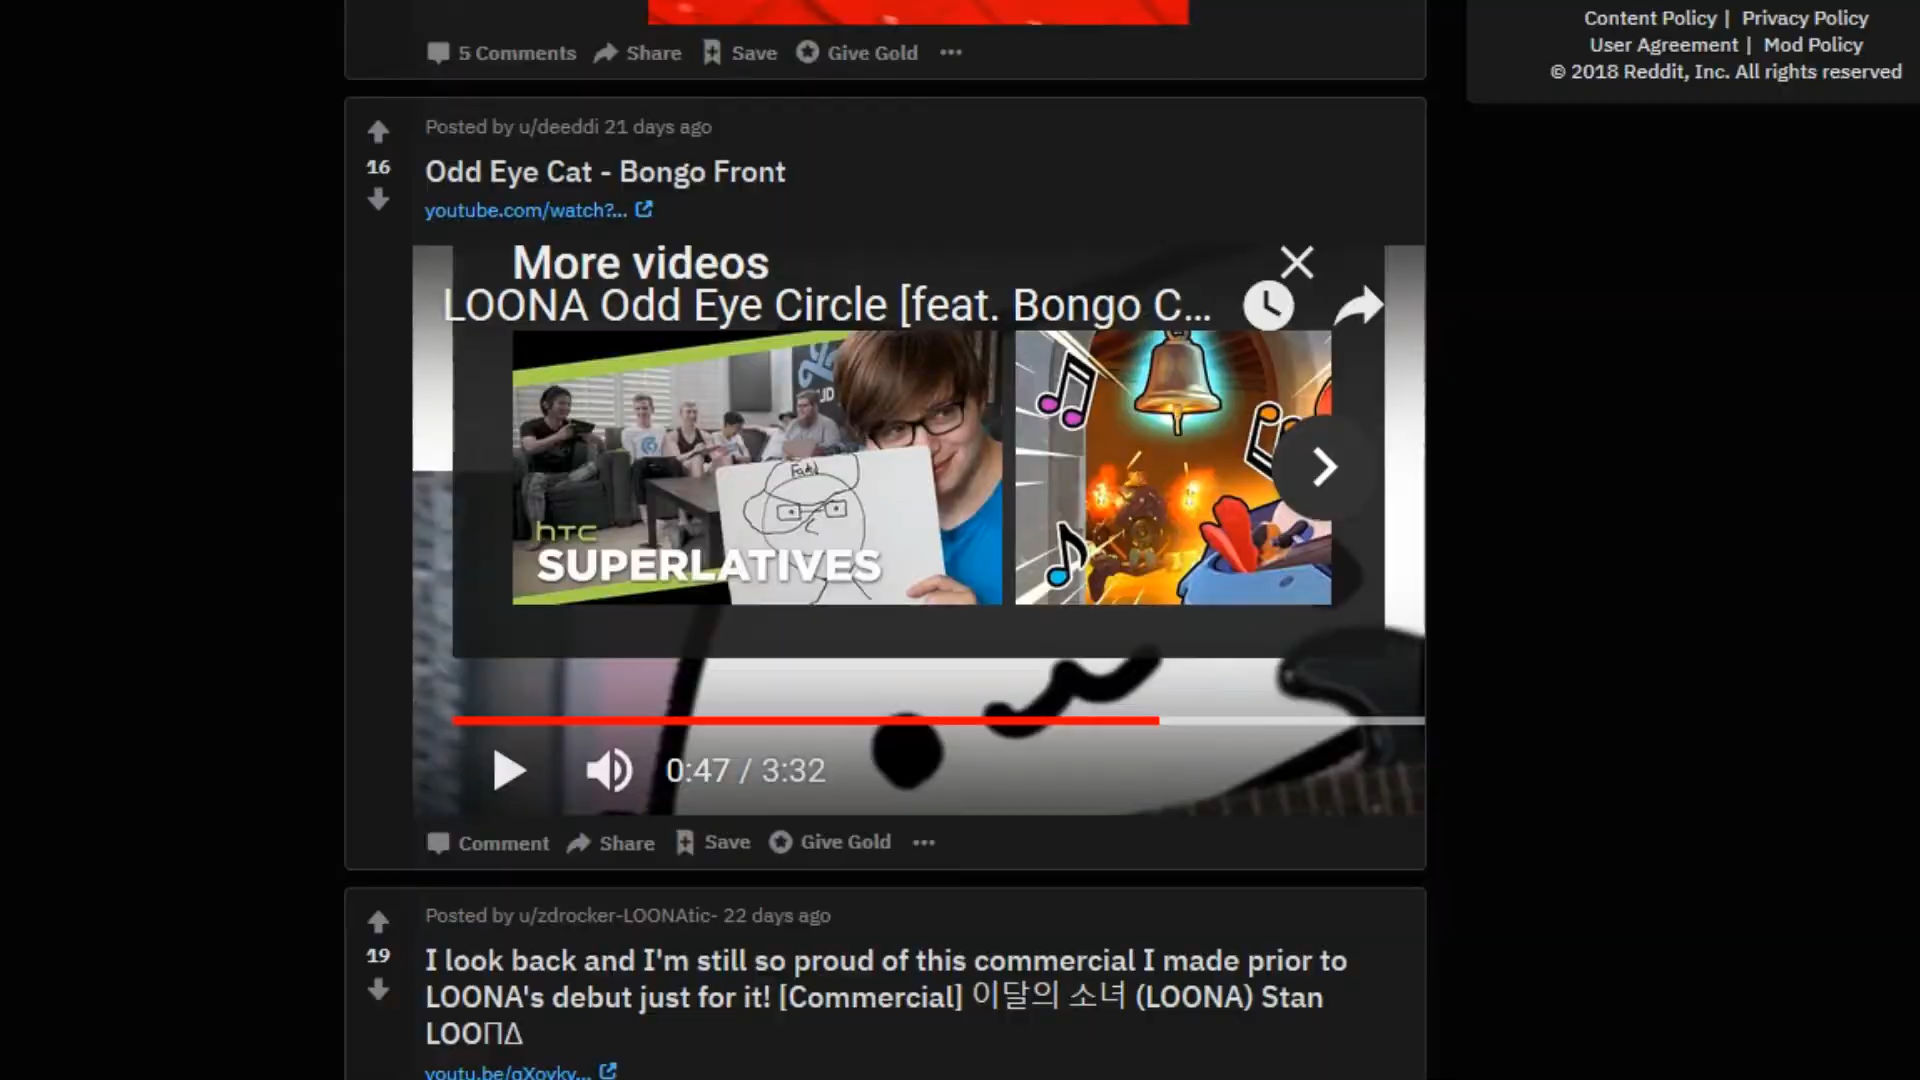 Content Policy | Privacy Policy
User Agreement | Mod Policy
© 2018 Reddit, Inc. All rights reserved
5 Comments Share Save Give Gold
Posted by u/deeddi 21 days ago
16
Odd Eye Cat - Bongo Front
youtube.com/watch?...
More videos
LOONA Odd Eye Circle [feat. Bongo C...
hTC
SUPERLATIVES
0:47 / 3:32
Comment Share Save Give Gold
Posted by u/zdrocker-LOONAtic- 22 days ago
19
I look back and I'm still so proud of this commercial I made prior to
LOONA's debut just for it! [Commercial] 이달의 소녀 (LOONA) Stan
LOOΠΔ
youtu.be/gXoyky...